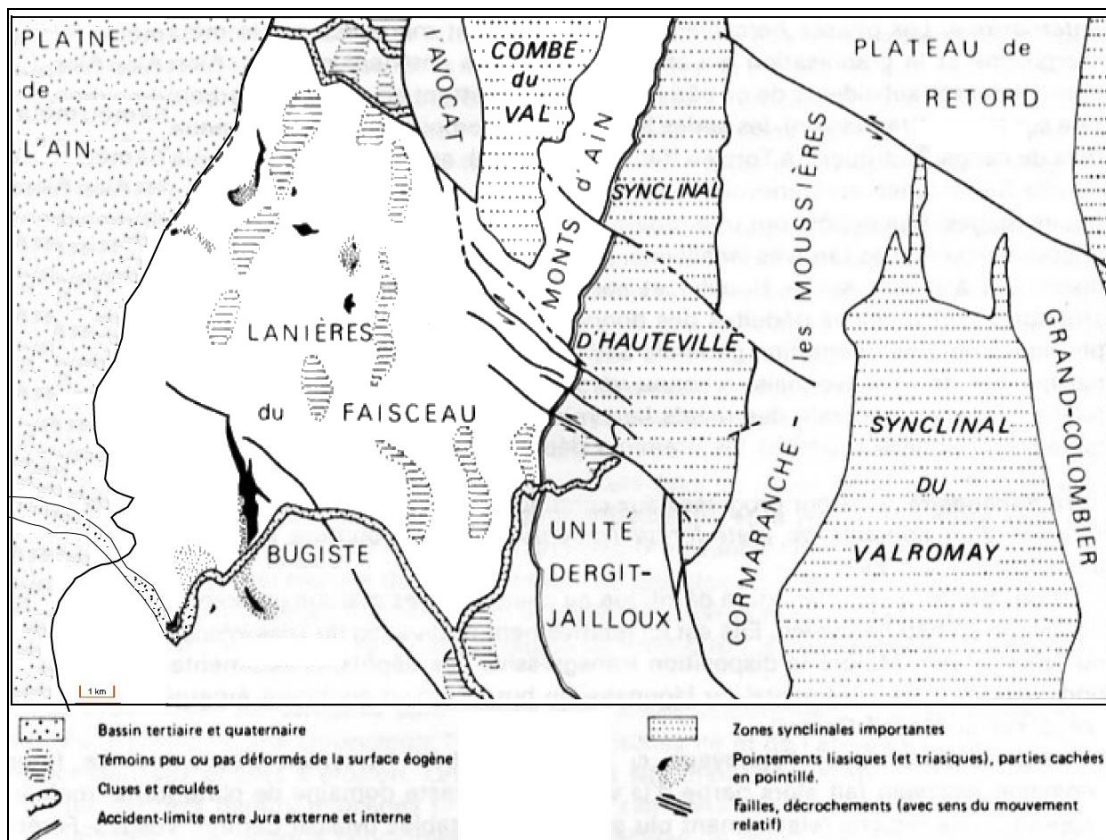 PLAINE
de
L'AIN
AVOCAT
COMBE
du
VAL
MONTS d'AIN
SYNCLINAL
D'HAUTEVILLE
PLATEAU de
RETORD
CORMARANCHE - les MOUSSIÈRES
GRAND-COLOMBIER
LANIÈRES
du FAISCEAU
BUGISTE
UNITÉ
DERGIT-
JAILLOUX
SYNCLINAL
DU
VALROMAY
1 km
Bassin tertiaire et quaternaire
Témoins peu ou pas déformés de la surface éogène
Cluses et reculées
Accident-limite entre Jura externe et interne
Zones synclinales importantes
Pointements liasiques (et triasiques), parties cachées
en pointillé.
Failles, décrochements (avec sens du mouvement
relatif)